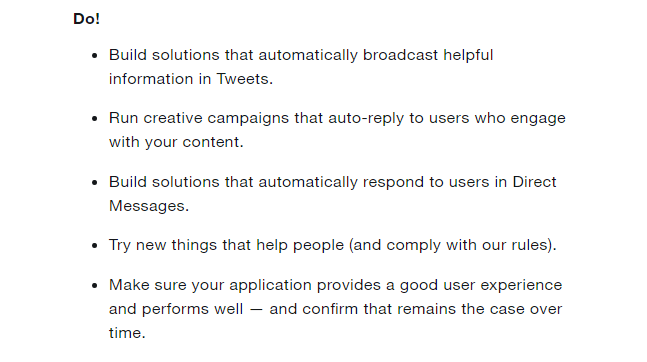 Do!
• Build solutions that automatically broadcast helpful
information in Tweets.
• Run creative campaigns that auto-reply to users who engage
with your content.
• Build solutions that automatically respond to users in Direct
Messages.
• Try new things that help people (and comply with our rules).
• Make sure your application provides a good user experience
and performs well — and confirm that remains the case over
time.